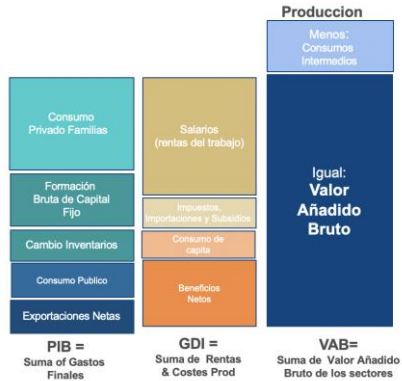 Produccion
Menos:
Consumos
Intermedios
Consumo
Privado Familias
Formación
Bruta de Capital
Fijo
Cambio Inventarios
Consumo Publico
Exportaciones Netas
PIB =
Suma of Gastos
Finales
Salarios
(rentas del trabajo)
Impuestos,
Importaciones y Subsidios
Consumo de
capita
Beneficios
Netos
GDI =
Suma de Rentas
& Costes Prod
Igual:
Valor
Añadido
Bruto
VAB=
Suma de Valor Añadido
Bruto de los sectores